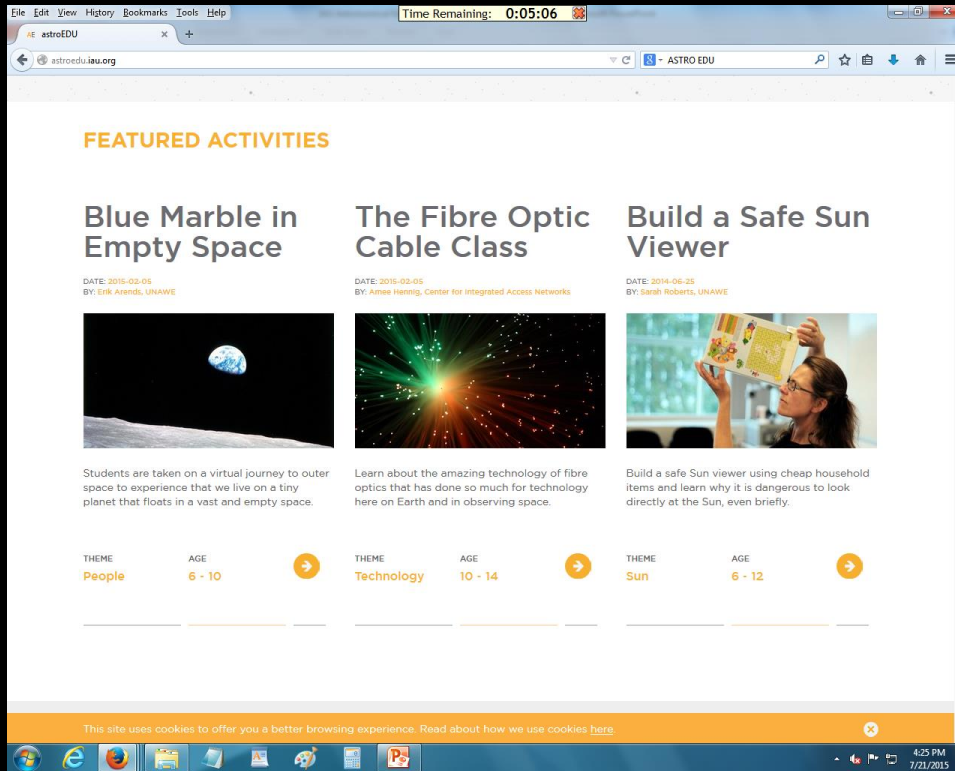 File Edit View History Bookmarks Tools Help
Time Remaining: 0:05:06
AE astroEDU
astroedu.iau.org
8 - ASTRO EDU
FEATURED ACTIVITIES
Blue Marble in
Empty Space
DATE: 2015-02-05
BY: Erik Arends, UNAWE
Students are taken on a virtual journey to outer
space to experience that we live on a tiny
planet that floats in a vast and empty space.
THEME AGE
People 6 - 10
The Fibre Optic
Cable Class
DATE: 2015-02-05
BY: Amee Hennig, Center for Integrated Access Networks
Learn about the amazing technology of fibre
optics that has done so much for technology
here on Earth and in observing space.
THEME AGE
Technology 10 - 14
Build a Safe Sun
Viewer
DATE: 2014-06-25
BY: Sarah Roberts, UNAWE
Build a safe Sun viewer using cheap household
items and learn why it is dangerous to look
directly at the Sun, even briefly.
THEME AGE
Sun 6 - 12
This site uses cookies to offer you a better browsing experience. Read about how we use cookies here.
4:25 PM
7/21/2015